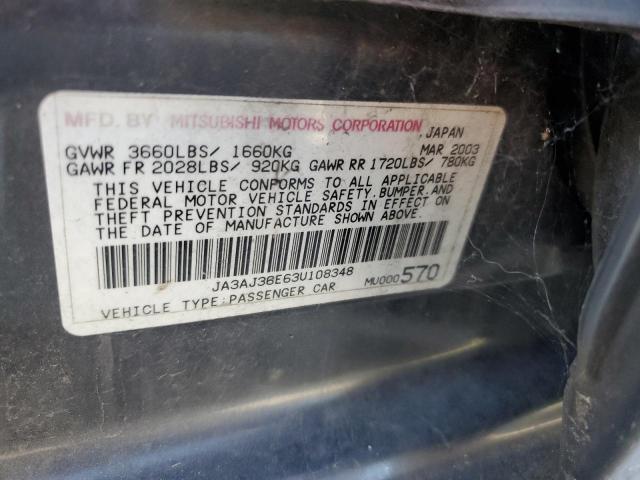 MFD. BY MITSUBISHI MOTORS CORPORATION, JAPAN
GVWR 3660LBS/ 1660KG MAR 2003
GAWR FR 2028LBS/ 920KG GAWR RR 1720LBS/ 780KG
THIS VEHICLE CONFORMS TO ALL APPLICABLE
FEDERAL MOTOR VEHICLE SAFETY, BUMPER, AND
THEFT PREVENTION STANDARDS IN EFFECT ON
THE DATE OF MANUFACTURE SHOWN ABOVE.
JA3AJ36E63U108348
VEHICLE TYPE: PASSENGER CAR MU000570